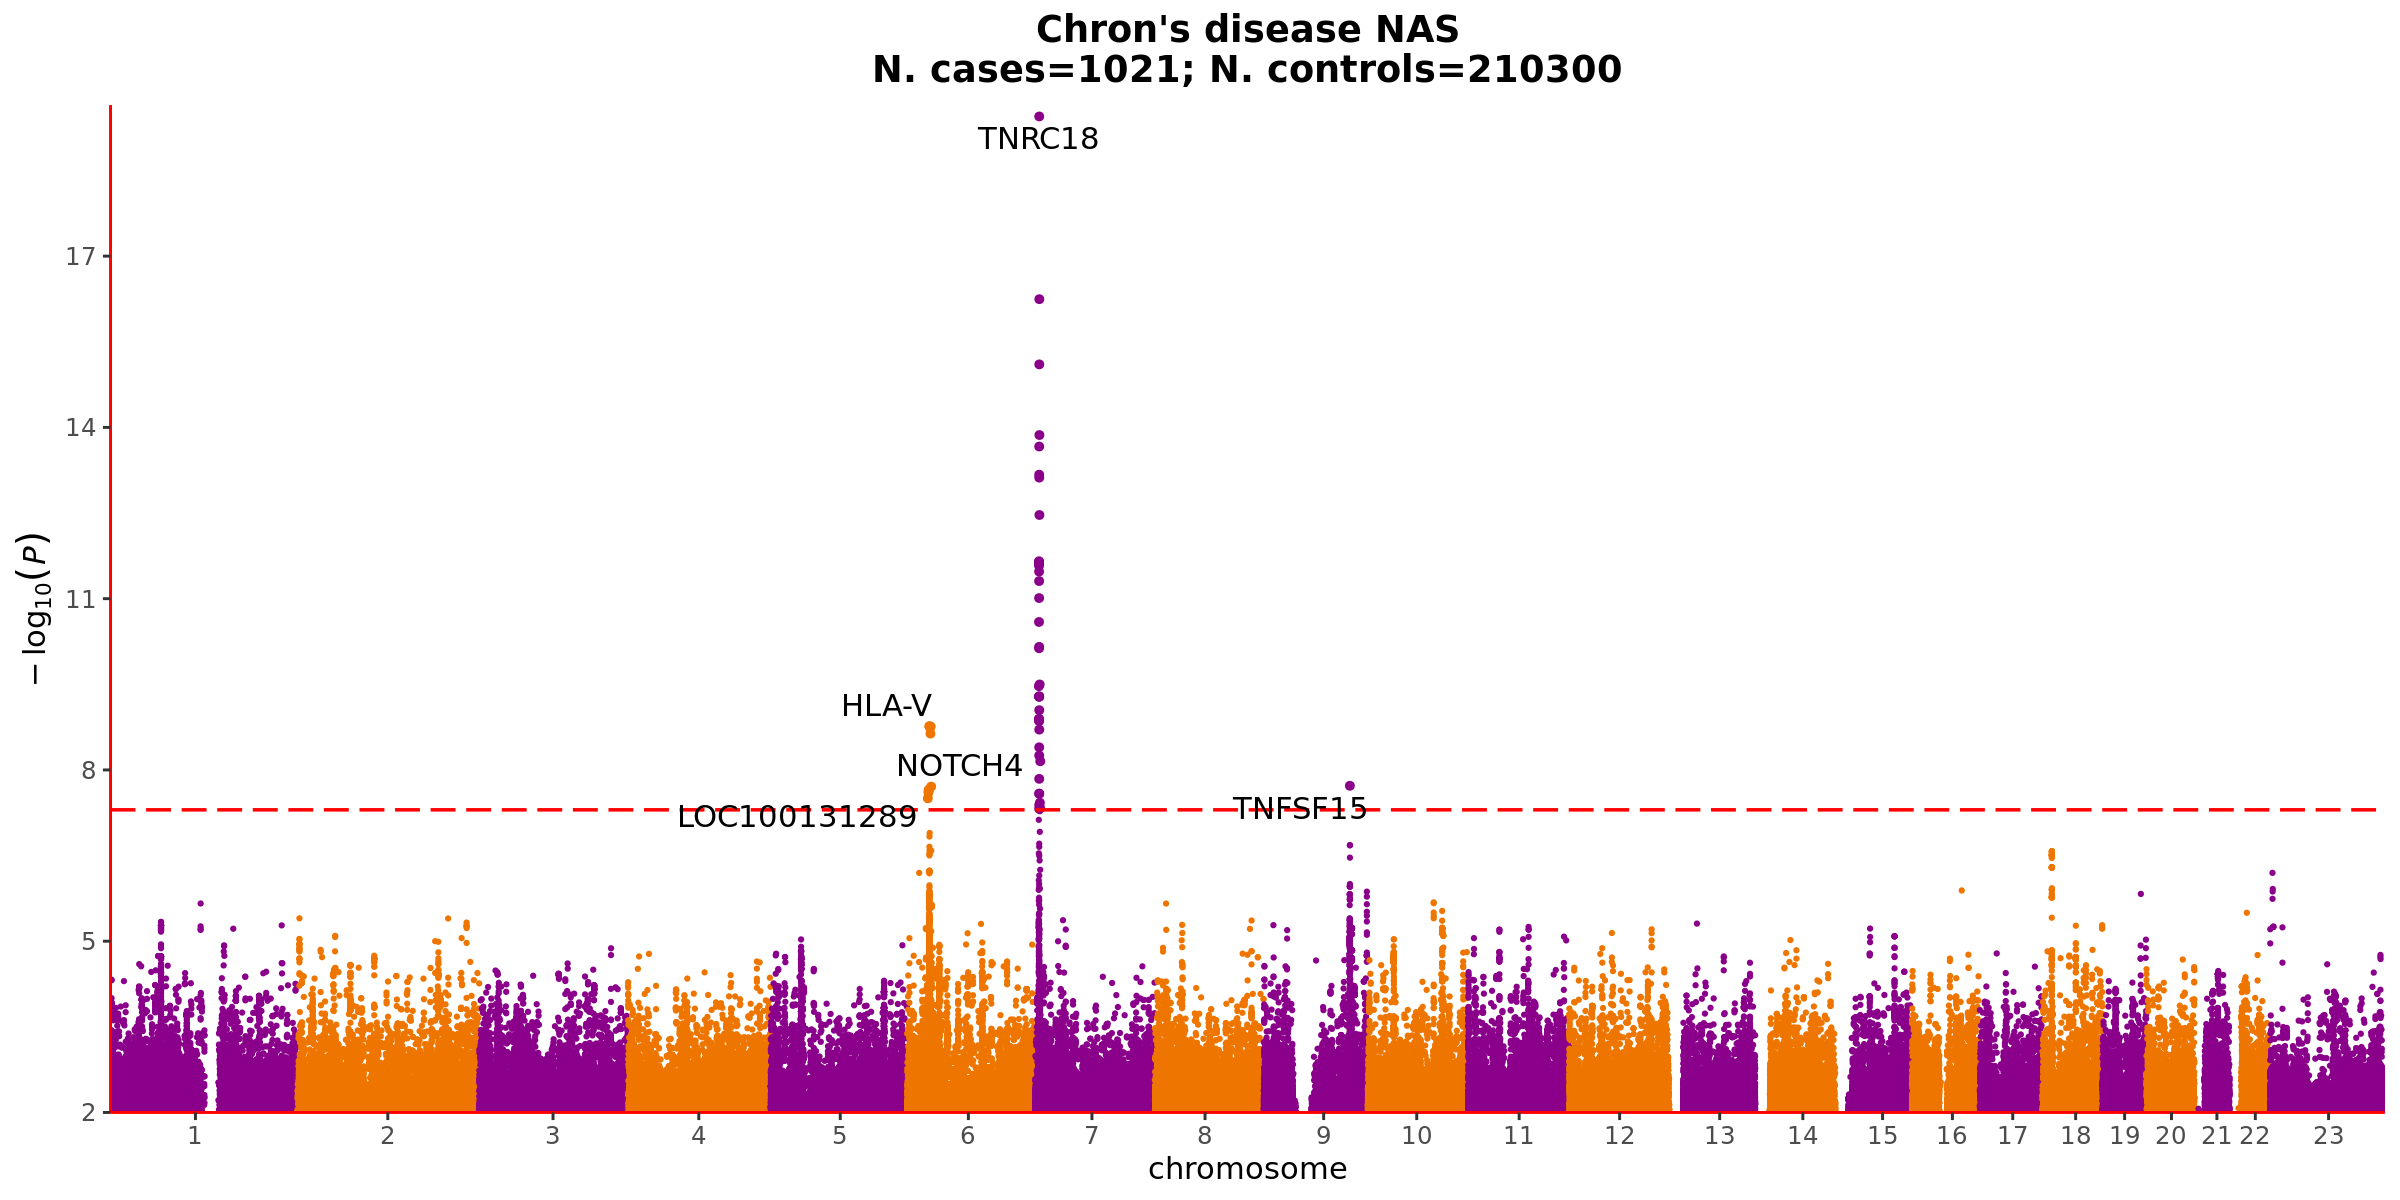 Chron's disease NAS
N. cases=1021; N. controls=210300
TNRC18
17
14
− log10(P)
11
HLA-V
8
NOTCH4
TNFSF15
LOC100131289
5
2
1 2 3 4 5 6 7 8 9 10 11 12 13 14 15 16 17 18 19 20 21 22 23
chromosome